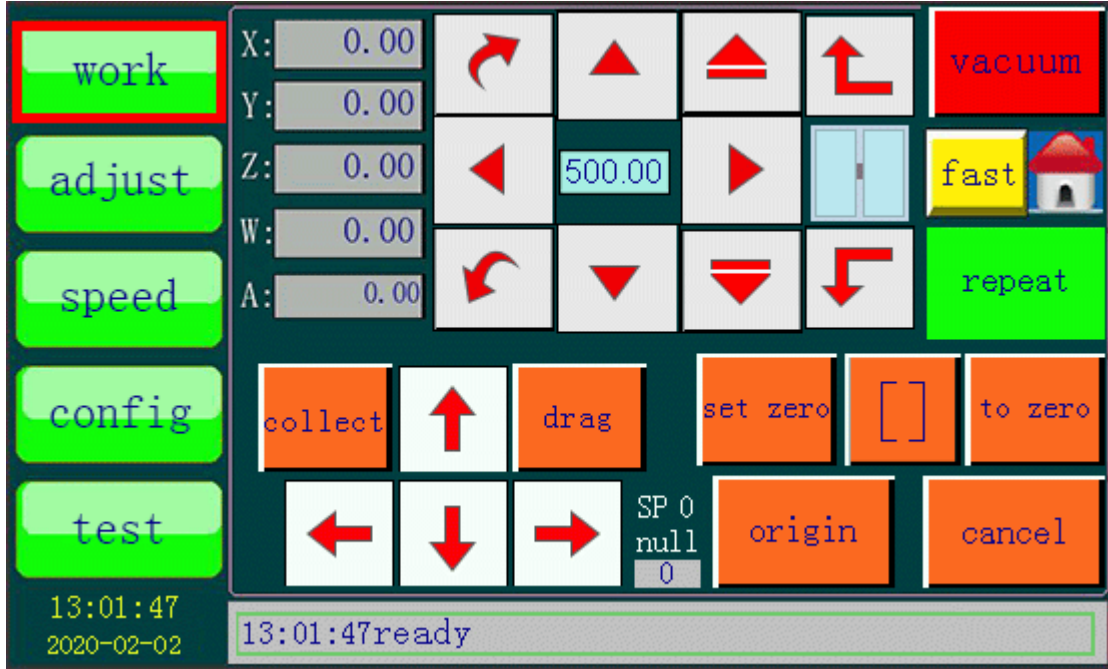 work
adjust
speed
config
test
13:01:47
2020-02-02
X: 0.00
Y: 0.00
Z: 0.00
W: 0.00
A: 0.00
500.00
vacuum
fast
repeat
collect
drag
set zero
[ ]
to zero
SP 0
null
0
origin
cancel
13:01:47ready